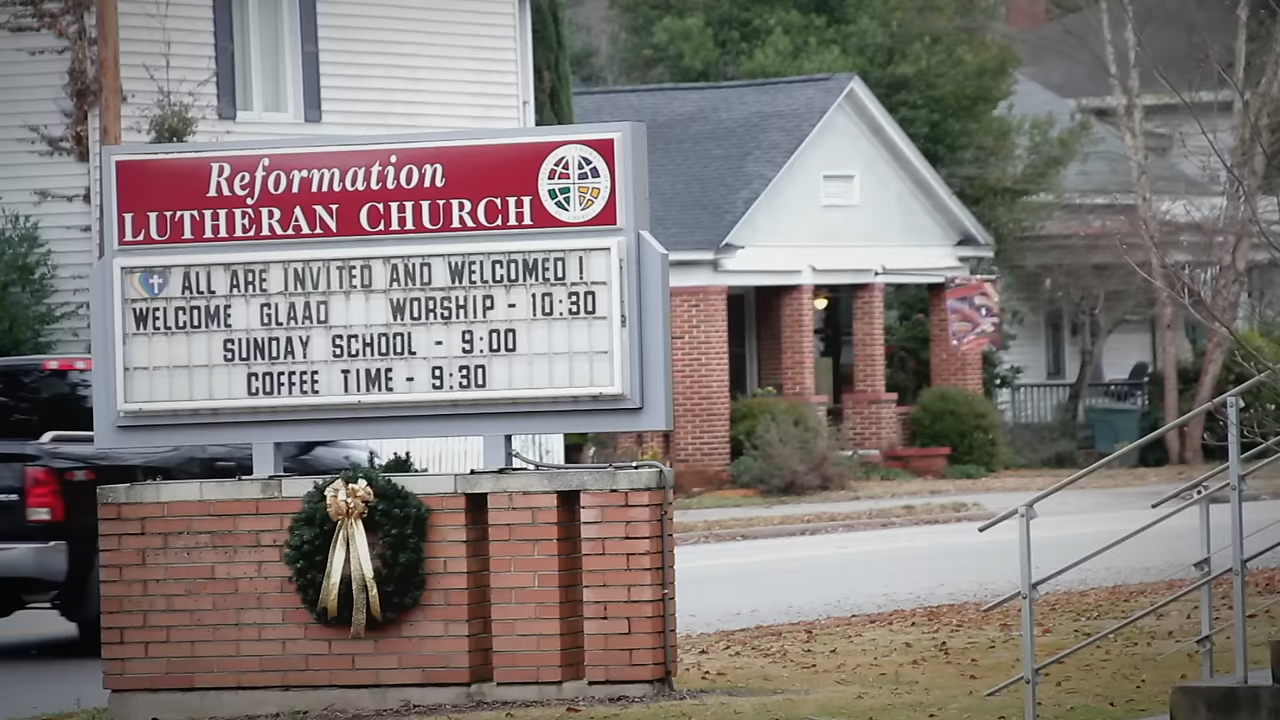 Reformation
LUTHERAN CHURCH
ALL ARE INVITED AND WELCOMED!
WELCOME GLAAD WORSHIP - 10:30
SUNDAY SCHOOL - 9:00
COFFEE TIME - 9:30